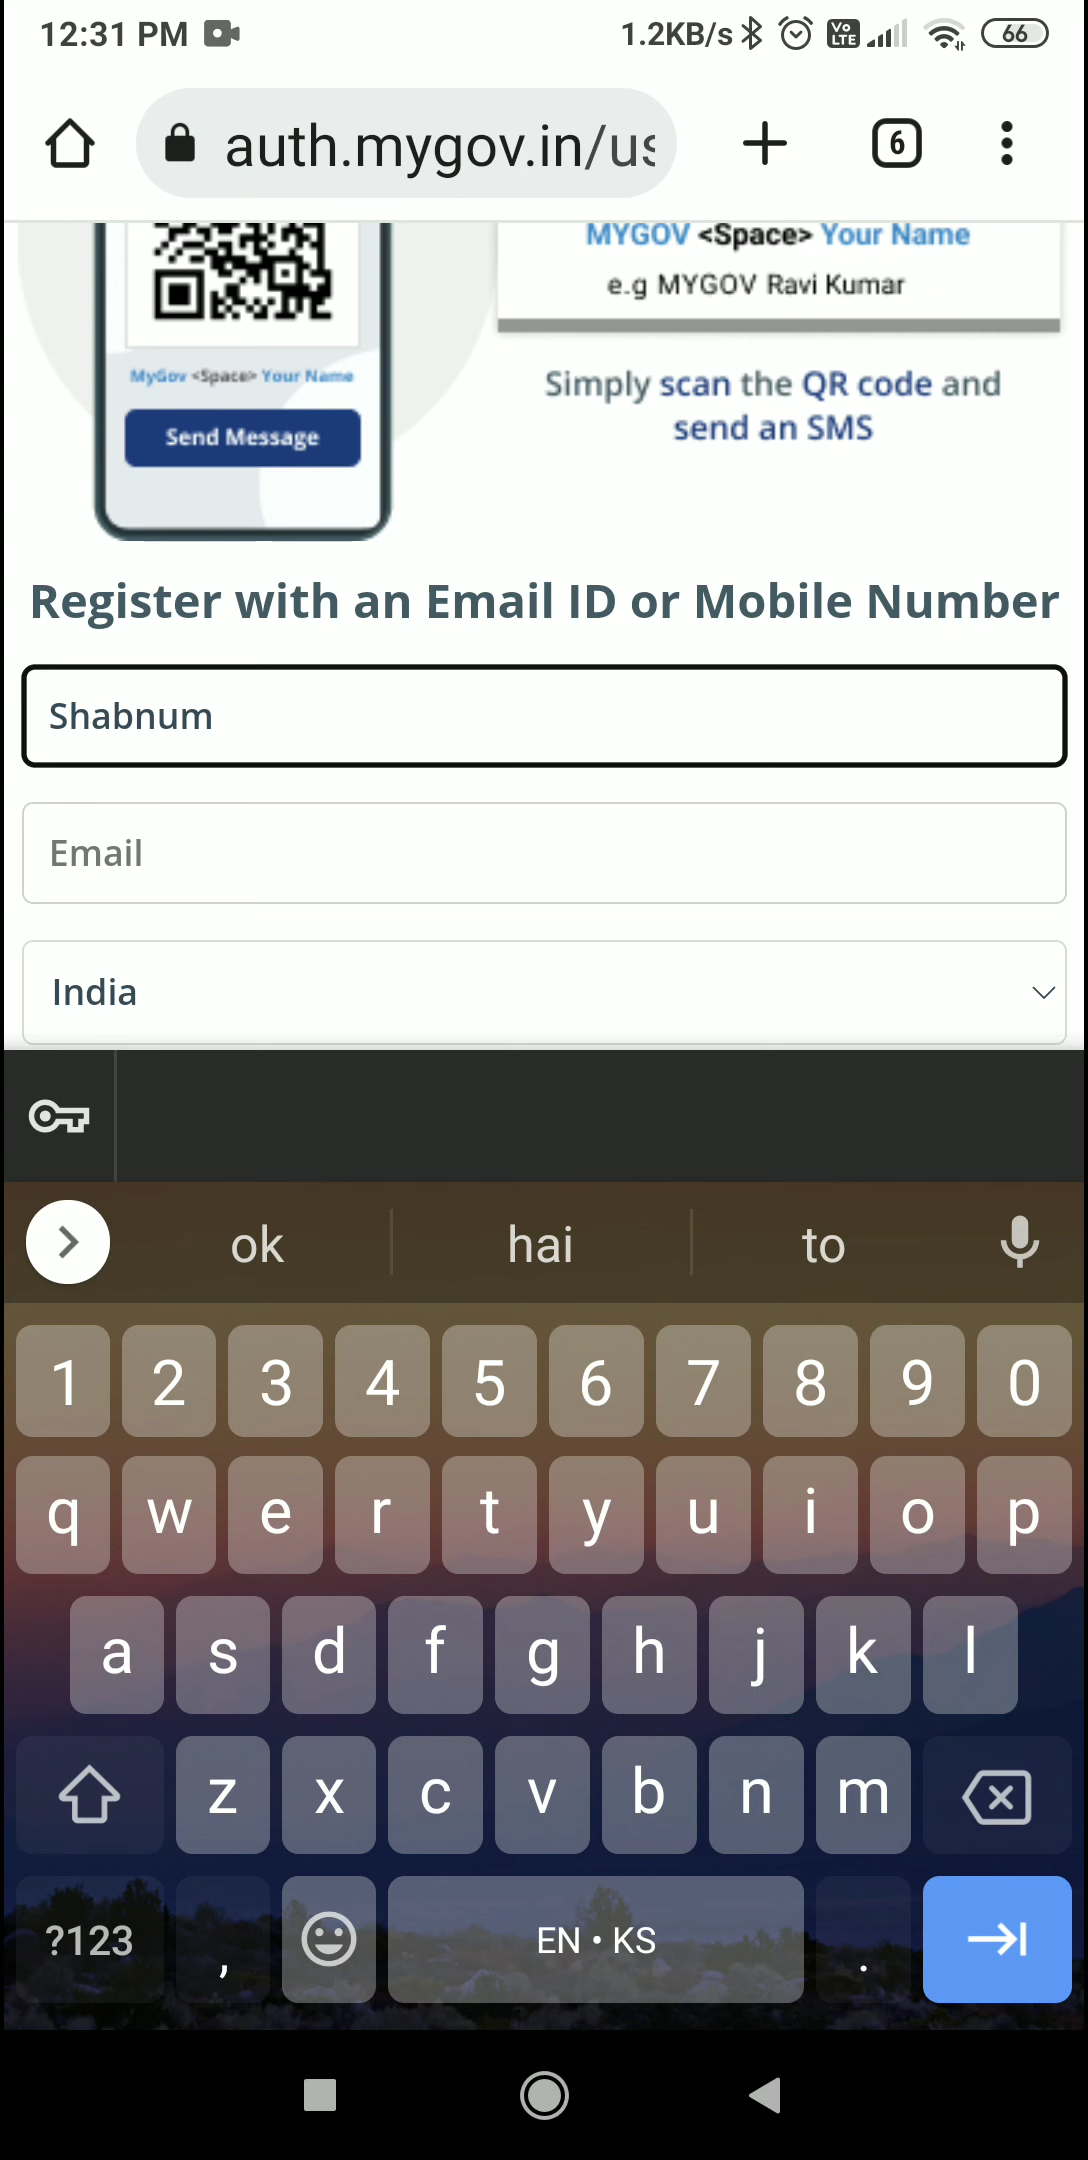 12:31 PM 1.2KB/s Vo LTE 66
auth.mygov.in/us
6
MYGOV <Space> Your Name
e.g MYGOV Ravi Kumar
MyGov <Space> Your Name
Send Message
Simply scan the QR code and
send an SMS
Register with an Email ID or Mobile Number
Shabnum
Email
India
ok hai to
1 2 3 4 5 6 7 8 9 0
q w e r t y u i o p
a s d f g h j k l
z x c v b n m
?123 , EN • KS .